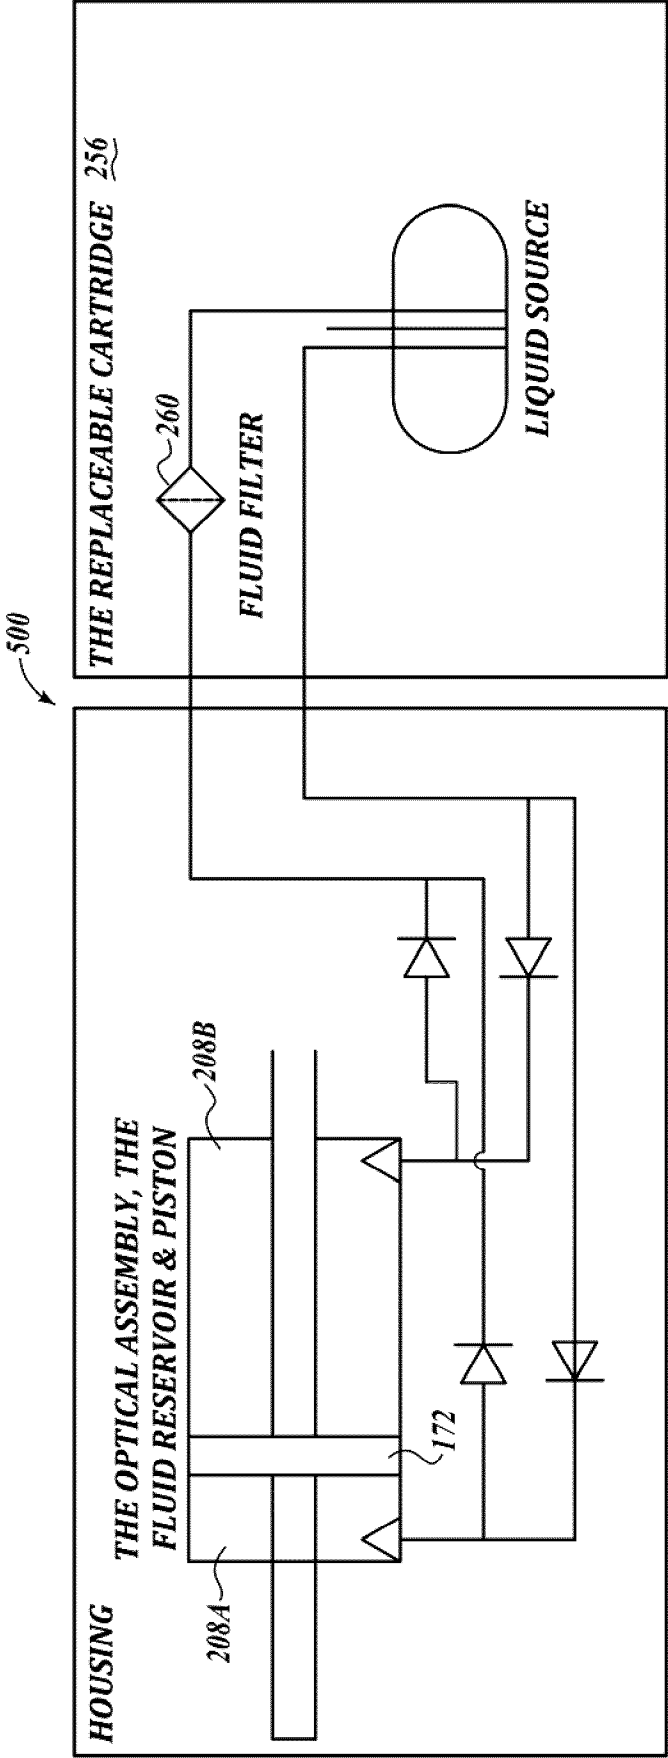 500
HOUSING
THE OPTICAL ASSEMBLY, THE
FLUID RESERVOIR & PISTON
208A
208B
172
THE REPLACEABLE CARTRIDGE 256
260
FLUID FILTER
LIQUID SOURCE